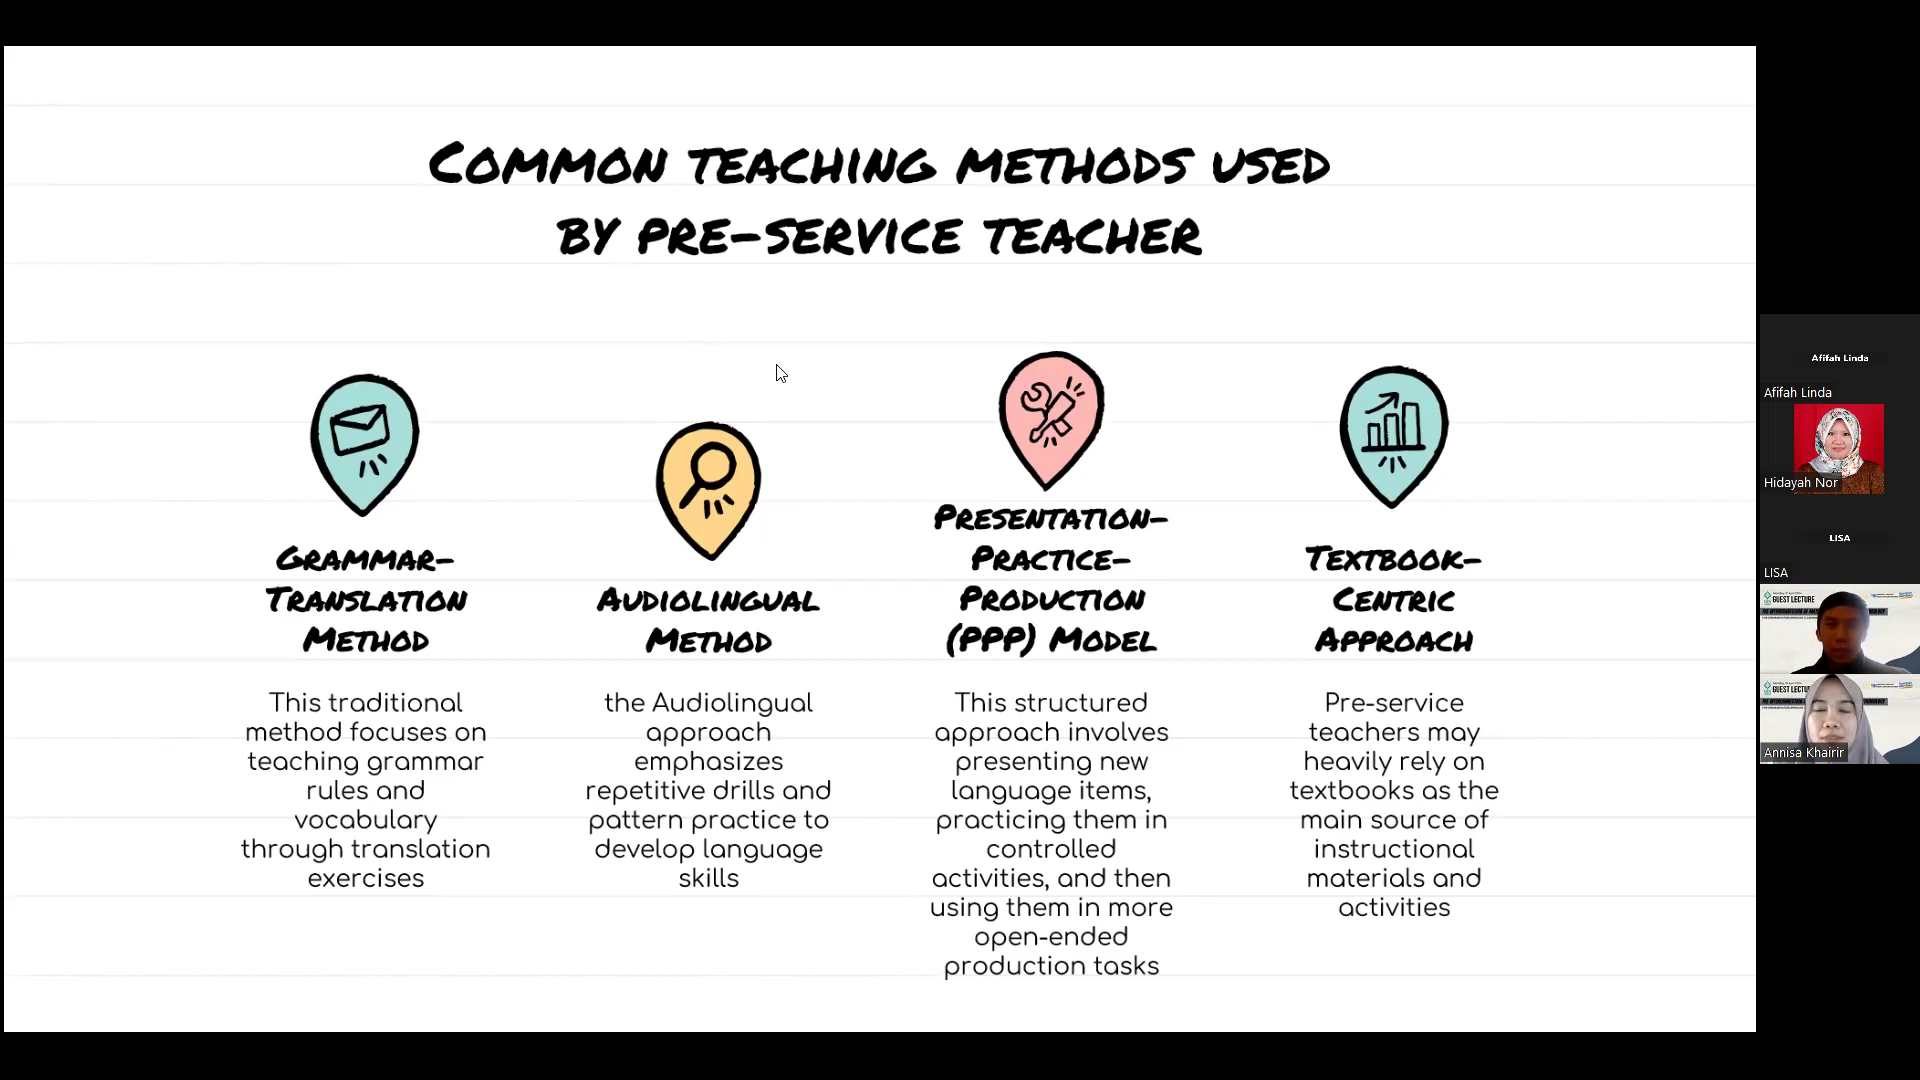 COMMON TEACHING METHODS USED
BY PRE-SERVICE TEACHER
GRAMMAR-
TRANSLATION
METHOD
This traditional
method focuses on
teaching grammar
rules and
vocabulary
through translation
exercises
AUDIOLINGUAL
METHOD
the Audiolingual
approach
emphasizes
repetitive drills and
pattern practice to
develop language
skills
PRESENTATION-
PRACTICE-
PRODUCTION
(PPP) MODEL
This structured
approach involves
presenting new
language items,
practicing them in
controlled
activities, and then
using them in more
open-ended
production tasks
TEXTBOOK-
CENTRIC
APPROACH
Pre-service
teachers may
heavily rely on
textbooks as the
main source of
instructional
materials and
activities
Afifah Linda
Afifah Linda
Hidayah Nor
LISA
LISA
GUEST LECTURE
GUEST LECTU
Annisa Khairir